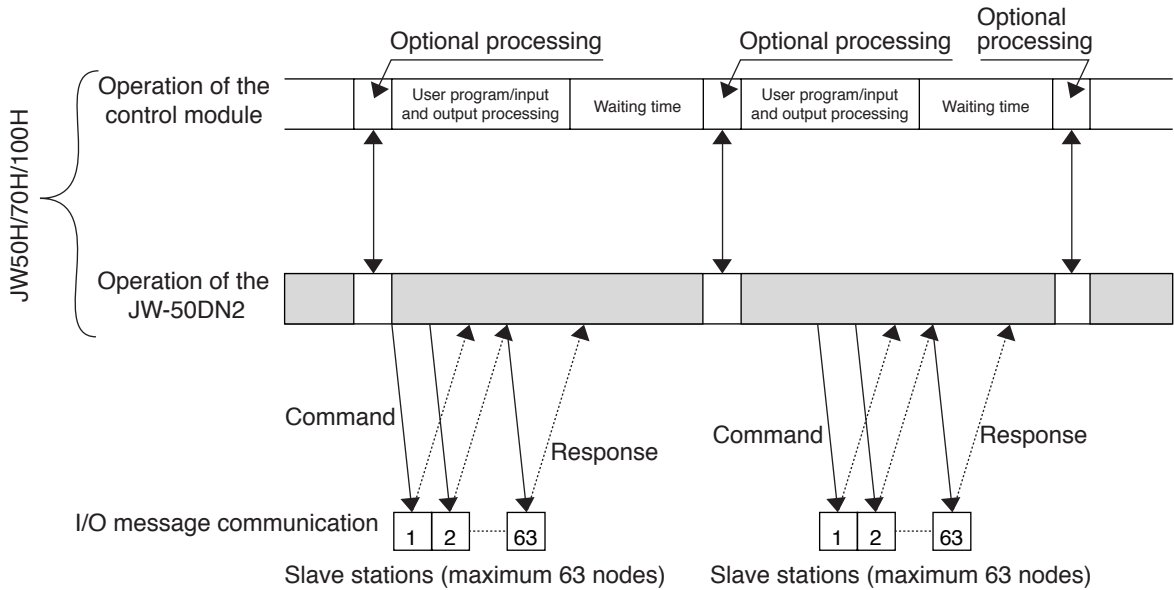 Optional processing
Optional processing
Optional
processing
JW50H/70H/100H
Operation of the
control module
User program/input
and output processing
Waiting time
User program/input
and output processing
Waiting time
Operation of the
JW-50DN2
Command
Response
Command
Response
I/O message communication
1 2 63
1 2 63
Slave stations (maximum 63 nodes)
Slave stations (maximum 63 nodes)